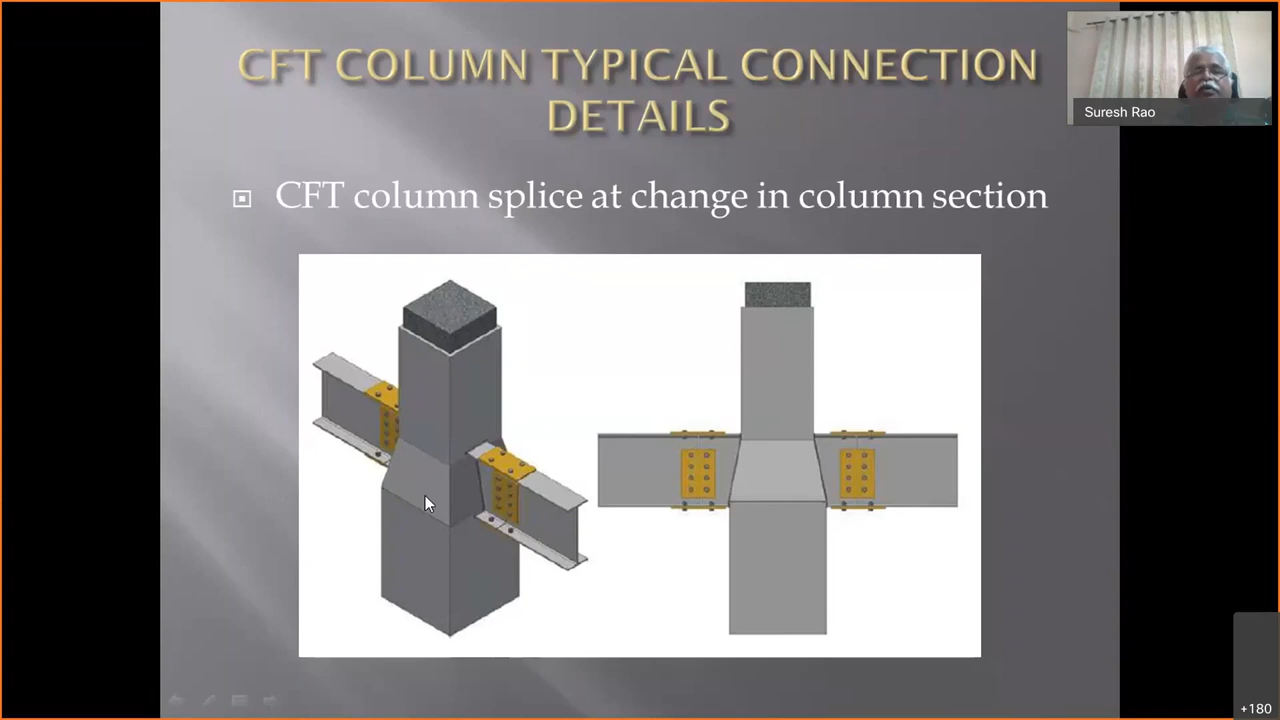 CFT COLUMN TYPICAL CONNECTION
DETAILS
CFT column splice at change in column section
Suresh Rao
+180